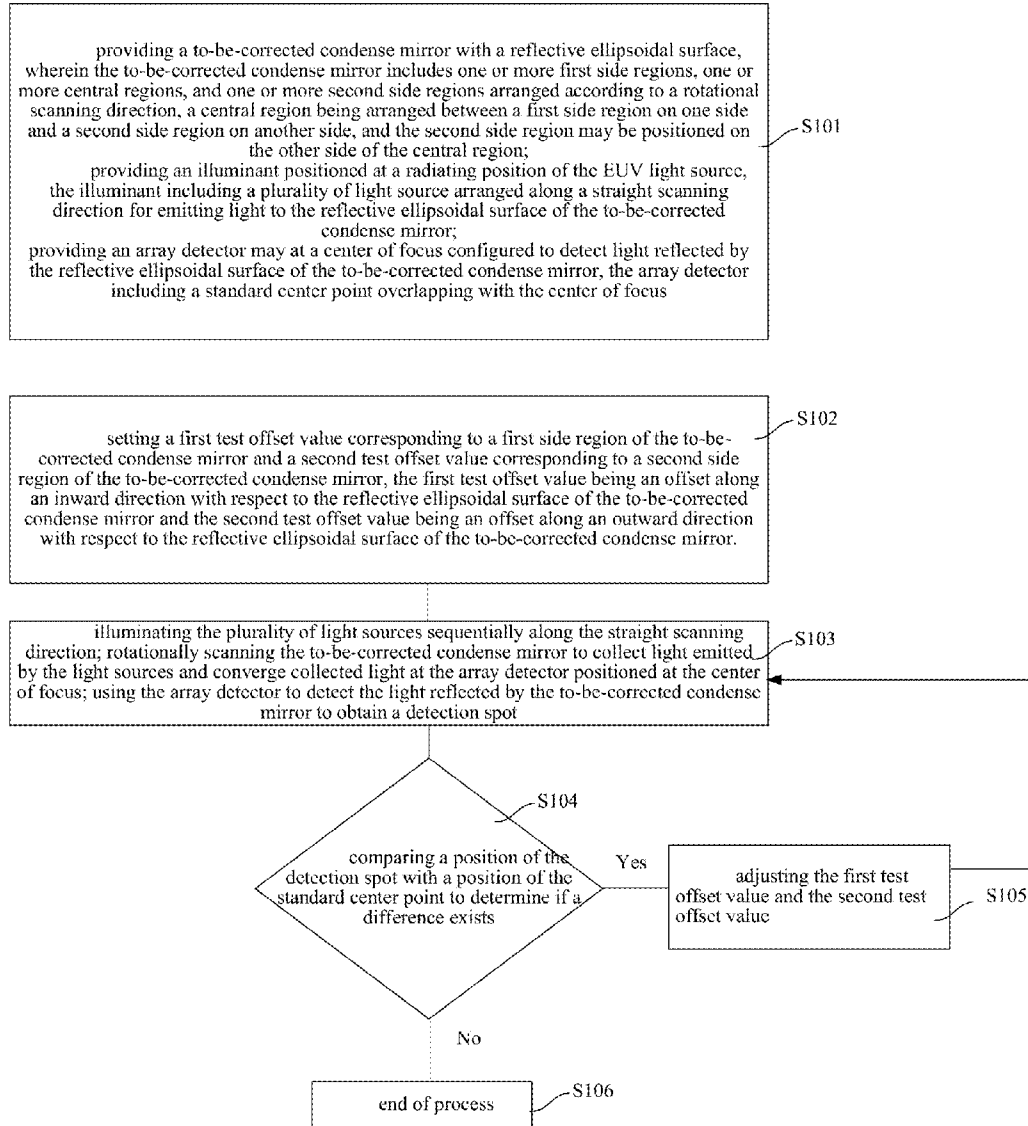 providing a to-be-corrected condense mirror with a reflective ellipsoidal surface,
wherein the to-be-corrected condense mirror includes one or more first side regions, one or
more central regions, and one or more second side regions arranged according to a rotational
scanning direction, a central region being arranged between a first side region on one side
and a second side region on another side, and the second side region may be positioned on
the other side of the central region;
providing an illuminant positioned at a radiating position of the EUV light source,
the illuminant including a plurality of light source arranged along a straight scanning
direction for emitting light to the reflective ellipsoidal surface of the to-be-corrected
condense mirror;
providing an array detector may at a center of focus configured to detect light reflected by
the reflective ellipsoidal surface of the to-be-corrected condense mirror, the array detector
including a standard center point overlapping with the center of focus
S101
S102
setting a first test offset value corresponding to a first side region of the to-be-
corrected condense mirror and a second test offset value corresponding to a second side
region of the to-be-corrected condense mirror, the first test offset value being an offset along
an inward direction with respect to the reflective ellipsoidal surface of the to-be-corrected
condense mirror and the second test offset value being an offset along an outward direction
with respect to the reflective ellipsoidal surface of the to-be-corrected condense mirror.
illuminating the plurality of light sources sequentially along the straight scanning
direction; rotationally scanning the to-be-corrected condense mirror to collect light emitted
by the light sources and converge collected light at the array detector positioned at the center
of focus; using the array detector to detect the light reflected by the to-be-corrected condense
mirror to obtain a detection spot
S103
S104
comparing a position of the
detection spot with a position of the
standard center point to determine if a
difference exists
Yes
adjusting the first test
offset value and the second test
offset value
S105
No
end of process
S106